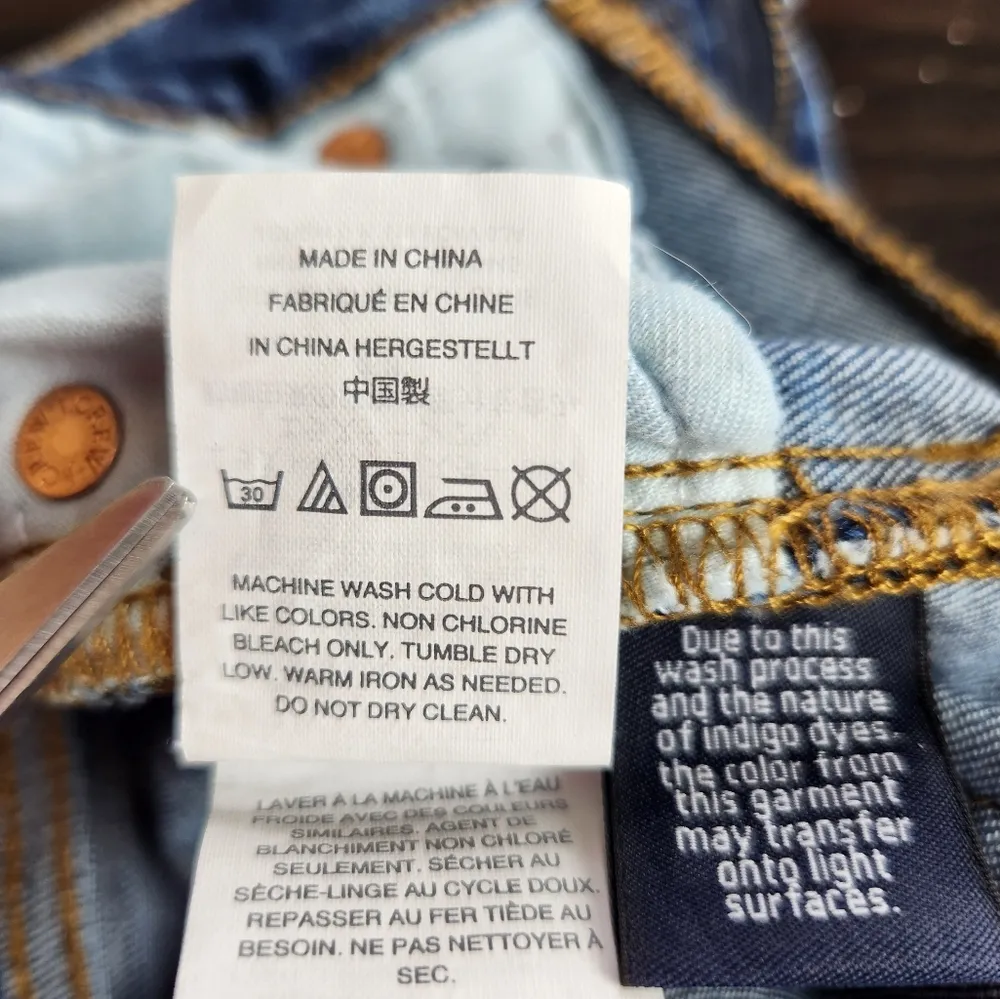 MADE IN CHINA
FABRIQUÉ EN CHINE
IN CHINA HERGESTELLT
中国製
30
MACHINE WASH COLD WITH
LIKE COLORS. NON CHLORINE
BLEACH ONLY. TUMBLE DRY
LOW. WARM IRON AS NEEDED.
DO NOT DRY CLEAN.
LAVER À LA MACHINE À L'EAU
FROIDE AVEC DES COULEURS
SIMILAIRES. AGENT DE
BLANCHIMENT NON CHLORÉ
SEULEMENT. SÉCHER AU
SÈCHE-LINGE AU CYCLE DOUX.
REPASSER AU FER TIÈDE AU
BESOIN. NE PAS NETTOYER À
SEC.
Due to this
wash process
and the nature
of indigo dyes.
the color from
this garment
may transfer
onto light
surfaces.